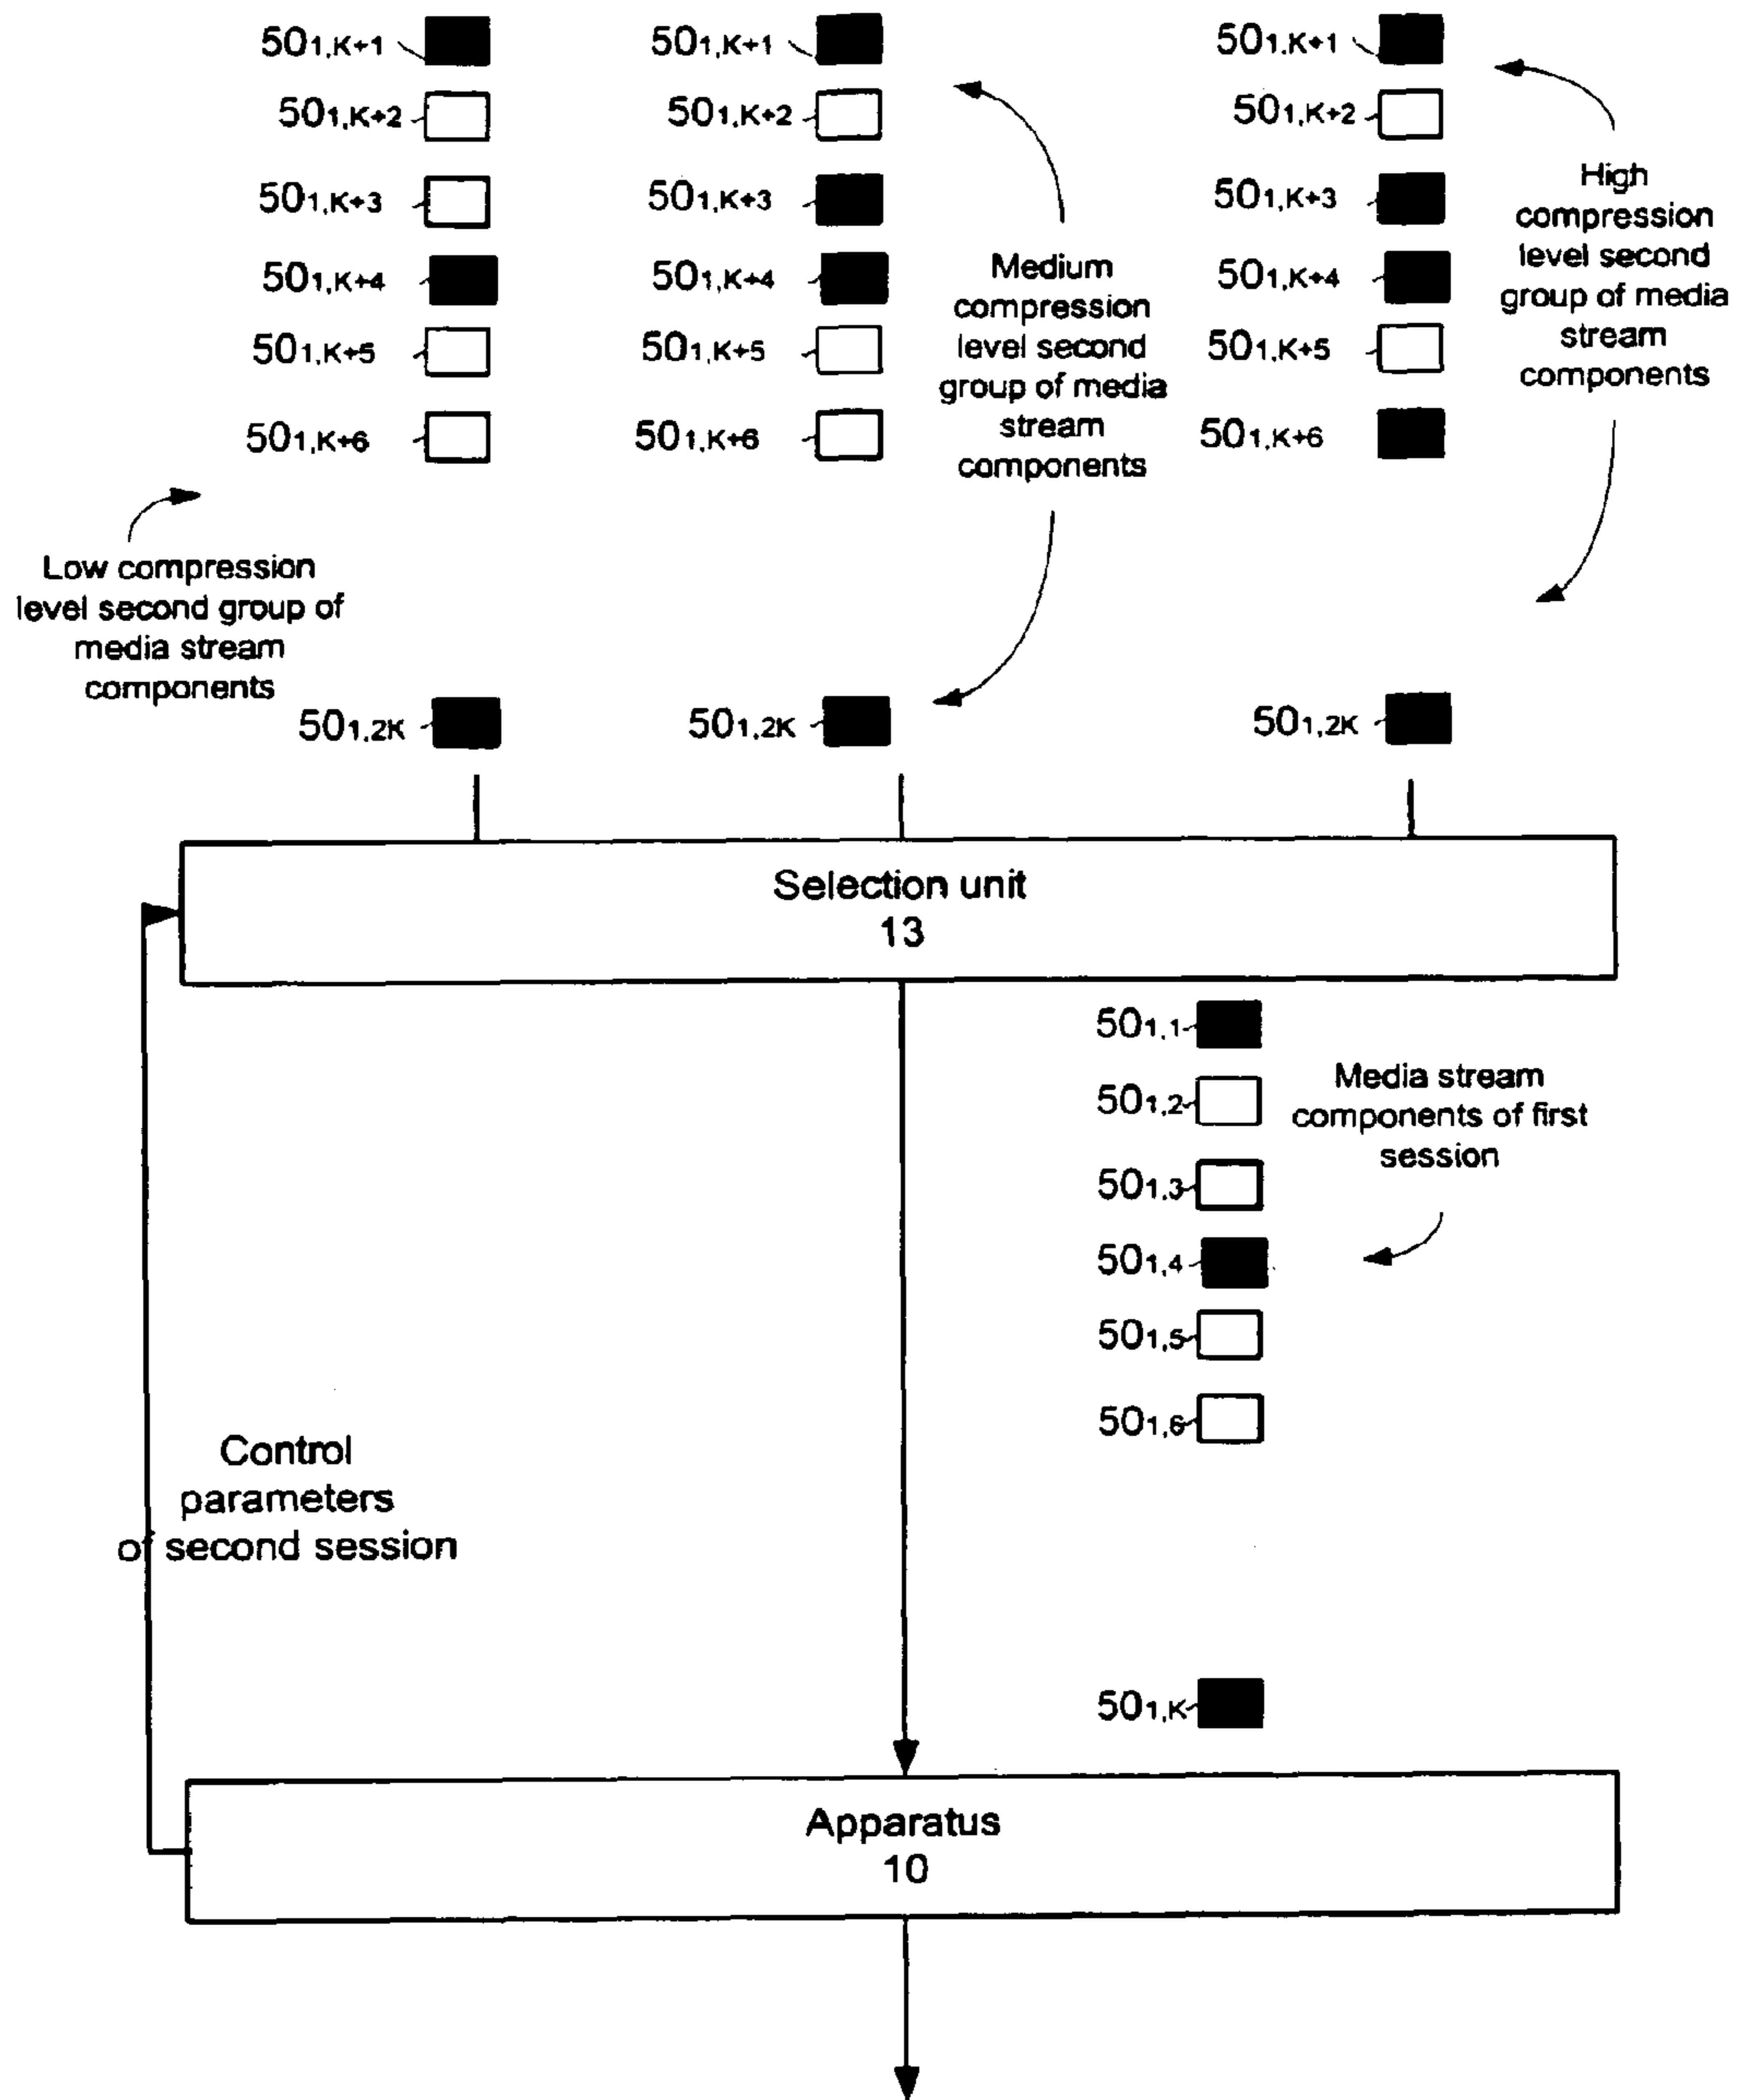 501,K+1 501,K+1 501.K+1
501,K+2 501,K+2 501,K+2
501,K+3 501,K+3 501,K+3
501,K+4 501,K+4 501,K+4
501,K+5 501,K+5 501,K+5
501,K+6 501,K+6 501,K+6
High
compression
level second
group of media
stream
components
Medium
compression
level second
group of media
stream
components
Low compression
level second group of
media stream
components
501,2K 501,2K 501,2K
Selection unit
13
501,1
501,2
501,3
501,4
501,5
501,6
Media stream
components of first
session
Control
parameters
of second session
501,K
Apparatus
10